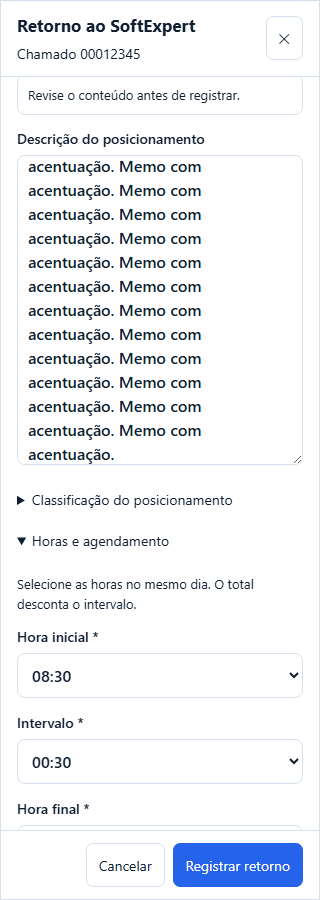 Retorno ao SoftExpert
Chamado 00012345
Revise o conteúdo antes de registrar.
Descrição do posicionamento
acentuação. Memo com
acentuação. Memo com
acentuação. Memo com
acentuação. Memo com
acentuação. Memo com
acentuação. Memo com
acentuação. Memo com
acentuação. Memo com
acentuação. Memo com
acentuação. Memo com
acentuação. Memo com
acentuação. Memo com
acentuação.
Classificação do posicionamento
Horas e agendamento
Selecione as horas no mesmo dia. O total
desconta o intervalo.
Hora inicial *
08:30
Intervalo *
00:30
Hora final *
Cancelar
Registrar retorno